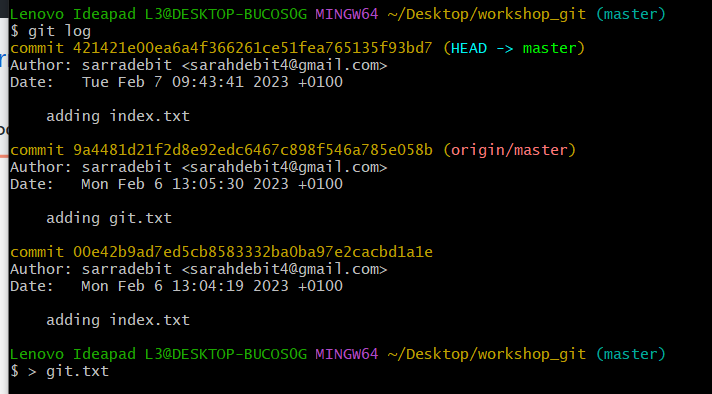 Lenovo Ideapad L3@DESKTOP-BUCOSOG MINGW64 ~/Desktop/workshop_git (master)
$ git log
commit 421421e00ea6a4f366261ce51fea765135f93bd7 (HEAD -> master)
Author: sarradebit <sarahdebit4@gmail.com>
Date:   Tue Feb 7 09:43:41 2023 +0100

    adding index.txt

commit 9a4481d21f2d8e92edc6467c898f546a785e058b (origin/master)
Author: sarradebit <sarahdebit4@gmail.com>
Date:   Mon Feb 6 13:05:30 2023 +0100

    adding git.txt

commit 00e42b9ad7ed5cb8583332ba0ba97e2cacbd1a1e
Author: sarradebit <sarahdebit4@gmail.com>
Date:   Mon Feb 6 13:04:19 2023 +0100

    adding index.txt

Lenovo Ideapad L3@DESKTOP-BUCOSOG MINGW64 ~/Desktop/workshop_git (master)
$ > git.txt